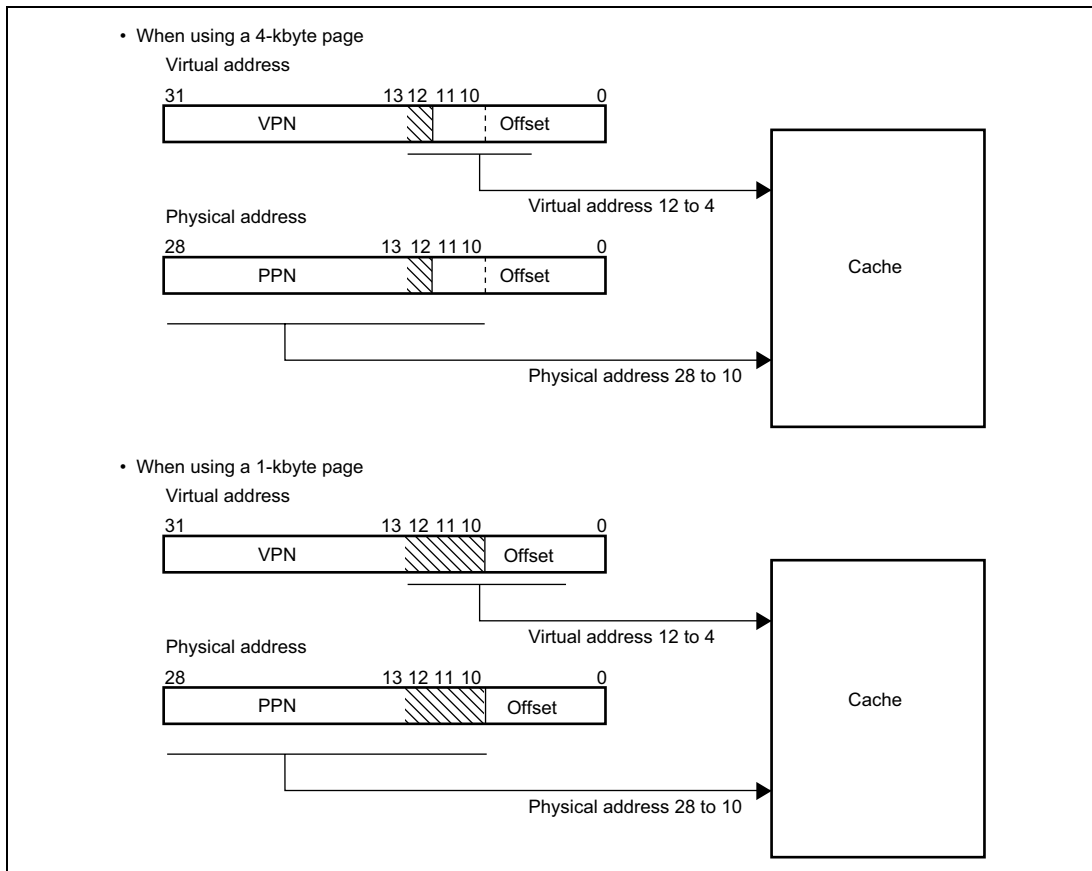 • When using a 4-kbyte page
Virtual address
31 13 12 11 10 0
VPN Offset
Virtual address 12 to 4
Physical address
28 13 12 11 10 0
PPN Offset
Cache
Physical address 28 to 10
• When using a 1-kbyte page
Virtual address
31 13 12 11 10 0
VPN Offset
Virtual address 12 to 4
Physical address
28 13 12 11 10 0
PPN Offset
Cache
Physical address 28 to 10